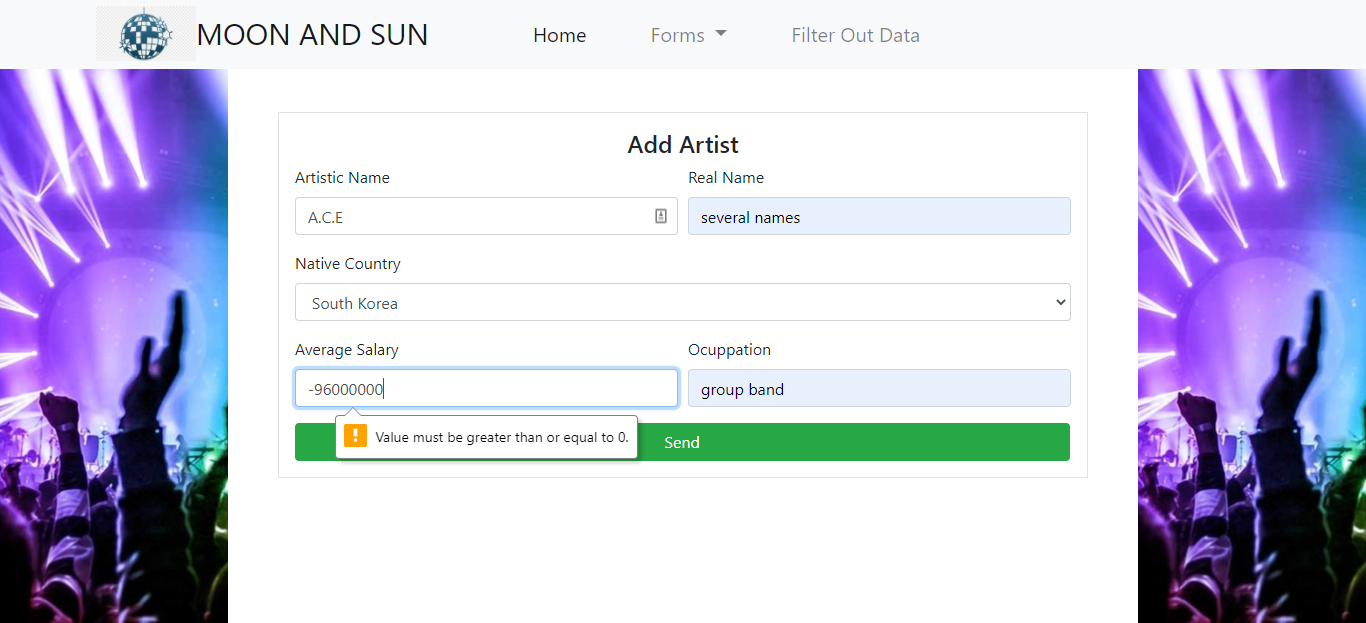 MOON AND SUN
Home
Forms
Filter Out Data
Add Artist
Artistic Name
Real Name
A.C.E
several names
Native Country
South Korea
Average Salary
Ocuppation
-96000000
group band
Value must be greater than or equal to 0.
Send